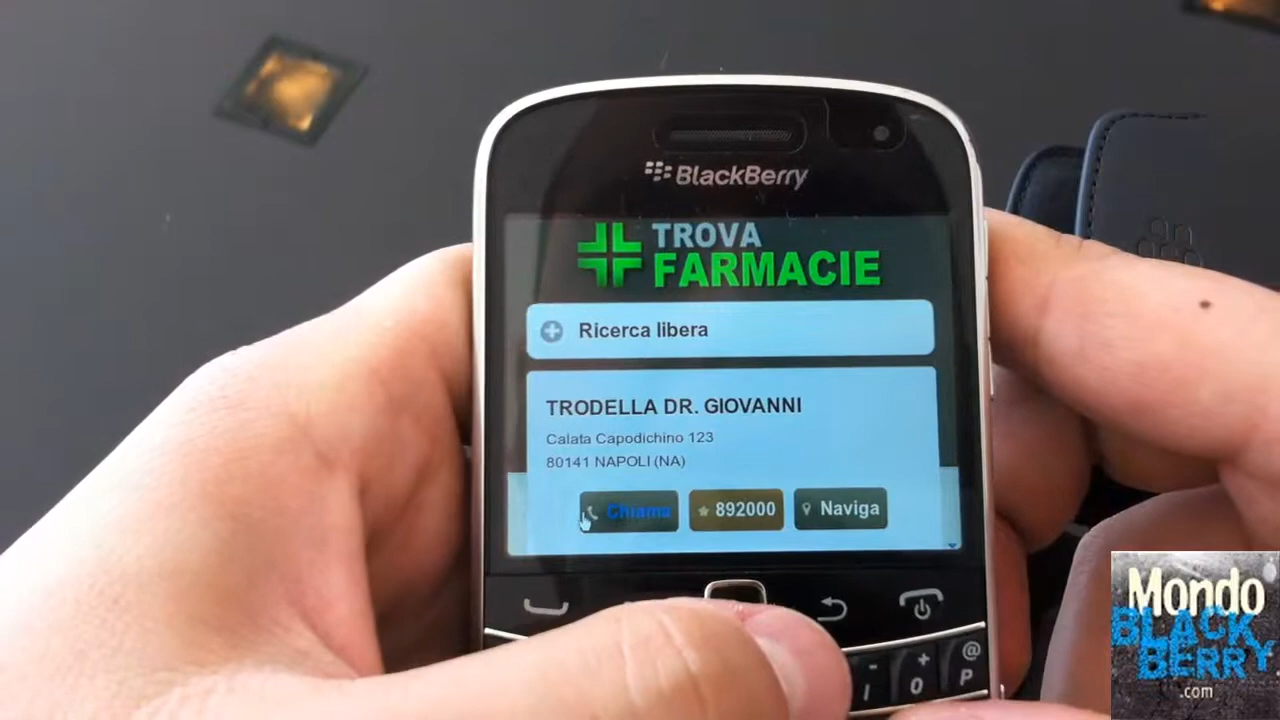 BlackBerry
TROVA
FARMACIE
Ricerca libera
TRODELLA DR. GIOVANNI
Calata Capodichino 123
80141 NAPOLI (NA)
Chiama
892000
Naviga
-
+
@
I
0
P
Mondo
BLACK
BERRY
.com